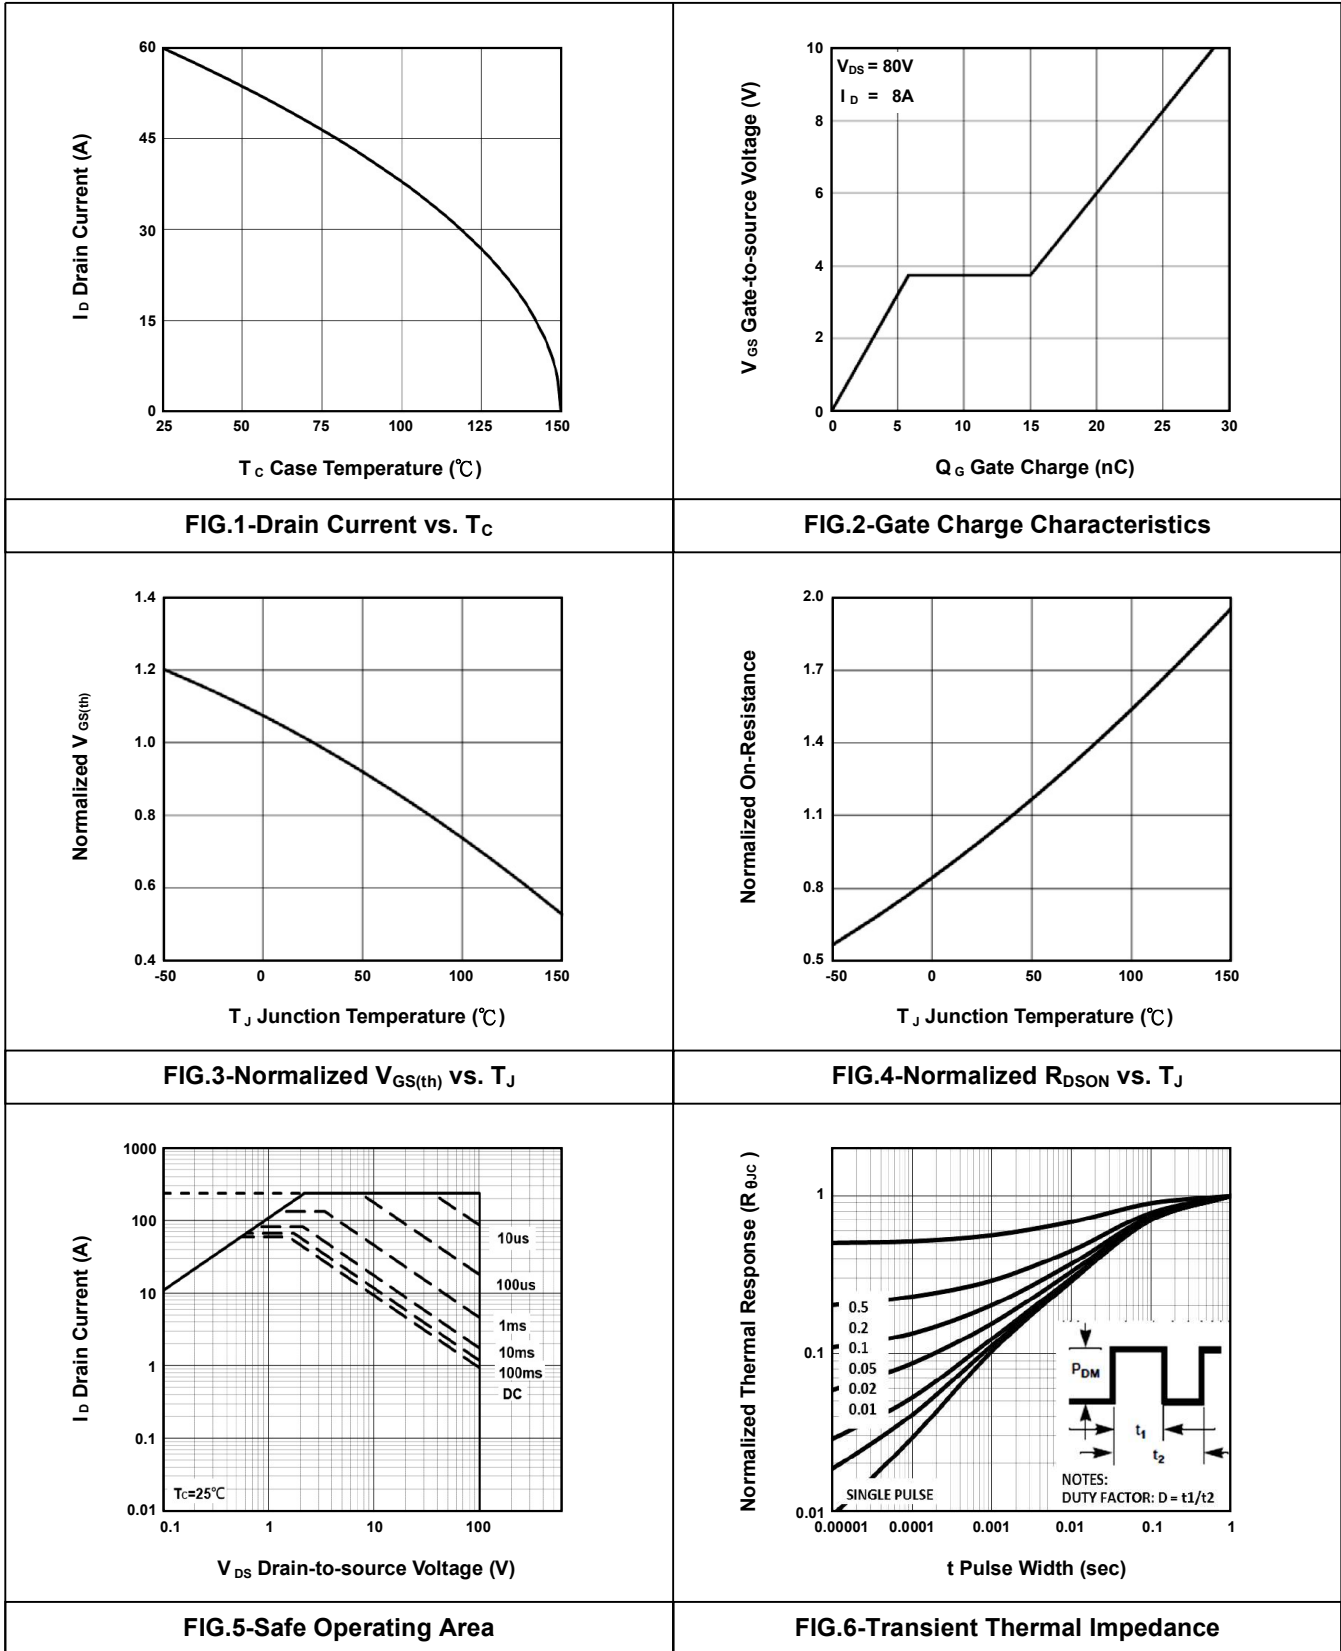 60
45
30
15
0
25 50 75 100 125 150
I D Drain Current (A)
T C Case Temperature (℃)
FIG.1-Drain Current vs. TC
VDS = 80V
I D = 8A
10
8
6
4
2
0
0 5 10 15 20 25 30
V GS Gate-to-source Voltage (V)
Q G Gate Charge (nC)
FIG.2-Gate Charge Characteristics
1.4
1.2
1.0
0.8
0.6
0.4
-50 0 50 100 150
Normalized V GS(th)
T J Junction Temperature (℃)
FIG.3-Normalized VGS(th) vs. TJ
2.0
1.7
1.4
1.1
0.8
0.5
-50 0 50 100 150
Normalized On-Resistance
T J Junction Temperature (℃)
FIG.4-Normalized RDSON vs. TJ
1000
100
10
1
0.1
0.01
0.1 1 10 100
10us
100us
1ms
10ms
100ms
DC
TC=25℃
I D Drain Current (A)
V DS Drain-to-source Voltage (V)
FIG.5-Safe Operating Area
1
0.1
0.01
0.00001 0.0001 0.001 0.01 0.1 1
0.5
0.2
0.1
0.05
0.02
0.01
SINGLE PULSE
PDM
t1
t2
NOTES:
DUTY FACTOR: D = t1/t2
Normalized Thermal Response (R θJC )
t Pulse Width (sec)
FIG.6-Transient Thermal Impedance